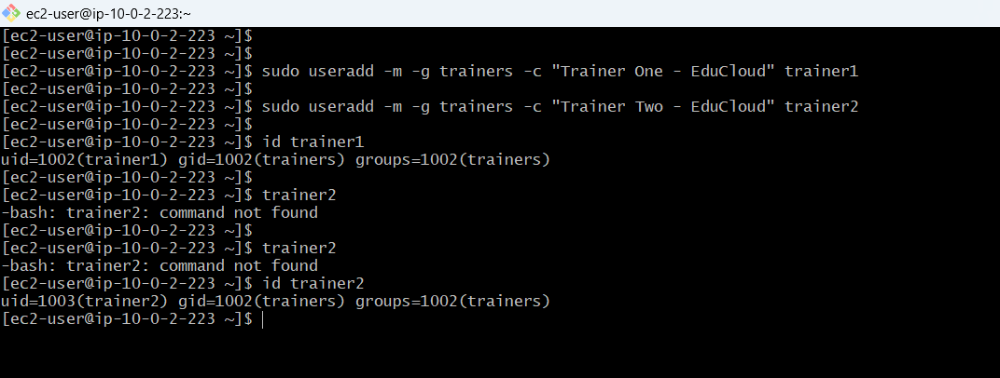 ec2-user@ip-10-0-2-223:~
[ec2-user@ip-10-0-2-223 ~]$
[ec2-user@ip-10-0-2-223 ~]$
[ec2-user@ip-10-0-2-223 ~]$ sudo useradd -m -g trainers -c "Trainer One - EduCloud" trainer1
[ec2-user@ip-10-0-2-223 ~]$
[ec2-user@ip-10-0-2-223 ~]$ sudo useradd -m -g trainers -c "Trainer Two - EduCloud" trainer2
[ec2-user@ip-10-0-2-223 ~]$
[ec2-user@ip-10-0-2-223 ~]$ id trainer1
uid=1002(trainer1) gid=1002(trainers) groups=1002(trainers)
[ec2-user@ip-10-0-2-223 ~]$
[ec2-user@ip-10-0-2-223 ~]$ trainer2
-bash: trainer2: command not found
[ec2-user@ip-10-0-2-223 ~]$
[ec2-user@ip-10-0-2-223 ~]$ trainer2
-bash: trainer2: command not found
[ec2-user@ip-10-0-2-223 ~]$ id trainer2
uid=1003(trainer2) gid=1002(trainers) groups=1002(trainers)
[ec2-user@ip-10-0-2-223 ~]$